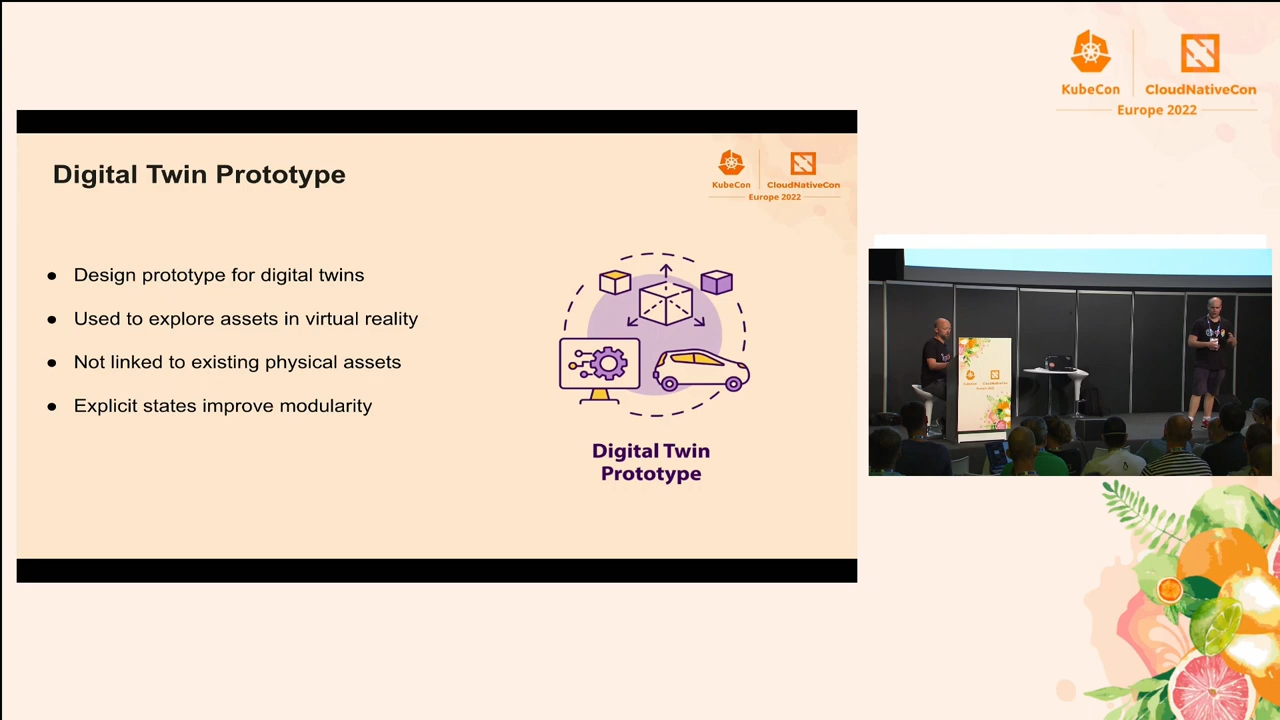 KubeCon
CloudNativeCon
Europe 2022
Digital Twin Prototype
KubeCon
CloudNativeCon
Europe 2022
● Design prototype for digital twins
● Used to explore assets in virtual reality
● Not linked to existing physical assets
● Explicit states improve modularity
Digital Twin
Prototype